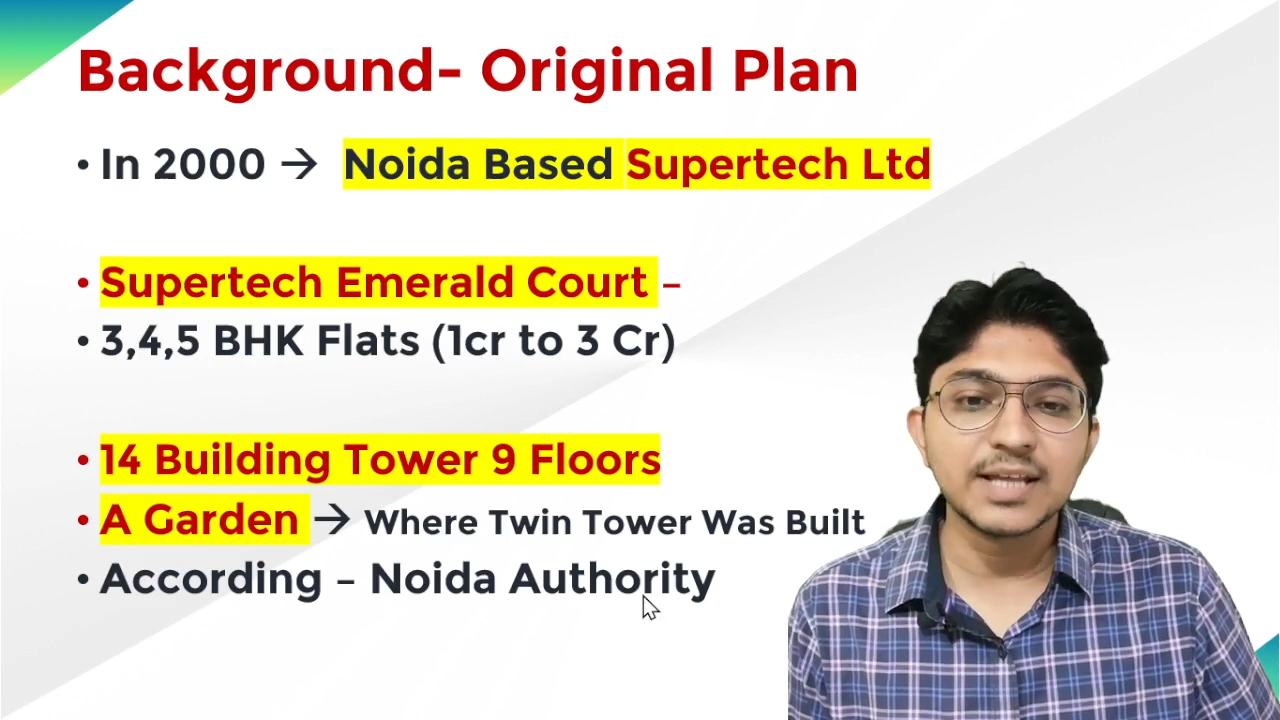 Background- Original Plan
• In 2000 → Noida Based Supertech Ltd
• Supertech Emerald Court –
• 3,4,5 BHK Flats (1cr to 3 Cr)
• 14 Building Tower 9 Floors
• A Garden → Where Twin Tower Was Built
• According – Noida Authority